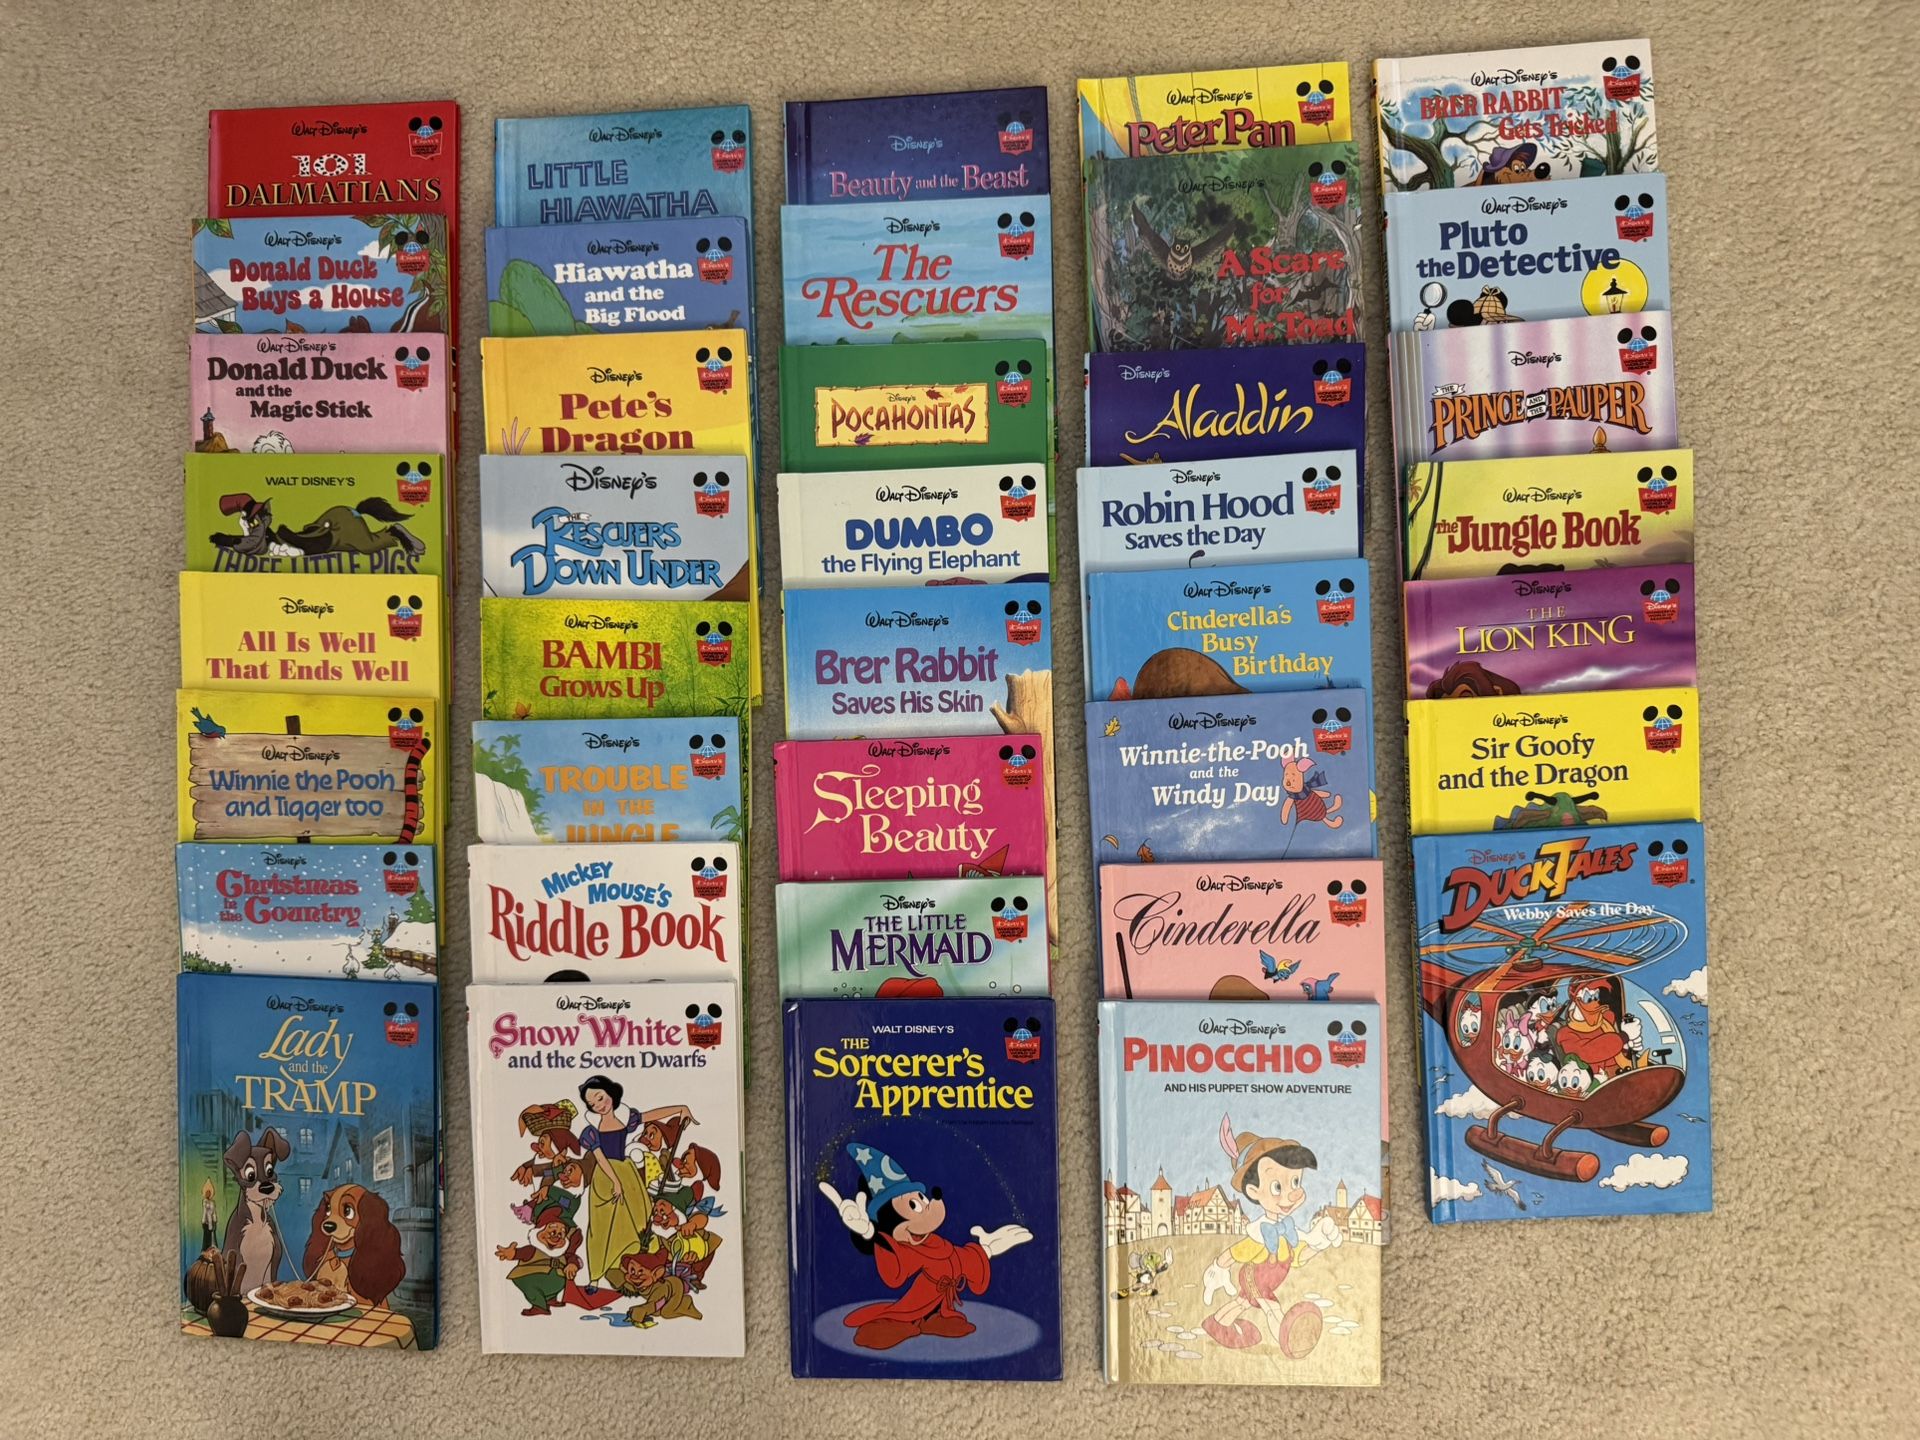 WALT DISNEY'S
101
DALMATIANS
WALT DISNEY'S
Donald Duck
Buys a House
WALT DISNEY'S
Donald Duck
and the
Magic Stick
WALT DISNEY'S
THREE LITTLE PIGS
DISNEY'S
All Is Well
That Ends Well
WALT DISNEY'S
Winnie the Pooh
and Tigger too
DISNEY'S
Christmas
in the
Country
WALT DISNEY'S
Lady
and the
TRAMP
WALT DISNEY'S
LITTLE
HIAWATHA
WALT DISNEY'S
Hiawatha
and the
Big Flood
DISNEY'S
Pete's
Dragon
DISNEY'S
THE
RESCUERS
DOWN UNDER
WALT DISNEY'S
BAMBI
Grows Up
DISNEY'S
TROUBLE
IN THE
JUNGLE
MICKEY
MOUSE'S
Riddle Book
WALT DISNEY'S
Snow White
and the Seven Dwarfs
DISNEY'S
Beauty and the Beast
DISNEY'S
The
Rescuers
DISNEY'S
POCAHONTAS
WALT DISNEY'S
DUMBO
the Flying Elephant
WALT DISNEY'S
Brer Rabbit
Saves His Skin
WALT DISNEY'S
Sleeping
Beauty
DISNEY'S
THE LITTLE
MERMAID
WALT DISNEY'S
THE
Sorcerer's
Apprentice
WALT DISNEY'S
Peter Pan
WALT DISNEY'S
A Scare
for
Mr. Toad
DISNEY'S
Aladdin
DISNEY'S
Robin Hood
Saves the Day
WALT DISNEY'S
Cinderella's
Busy
Birthday
WALT DISNEY'S
Winnie-the-Pooh
and the
Windy Day
WALT DISNEY'S
Cinderella
WALT DISNEY'S
PINOCCHIO
AND HIS PUPPET SHOW ADVENTURE
WALT DISNEY'S
BRER RABBIT
Gets Tricked
WALT DISNEY'S
Pluto
the Detective
DISNEY'S
THE
PRINCE AND THE PAUPER
WALT DISNEY'S
The Jungle Book
DISNEY'S
THE
LION KING
WALT DISNEY'S
Sir Goofy
and the Dragon
DISNEY'S
DUCKTALES
Webby Saves the Day